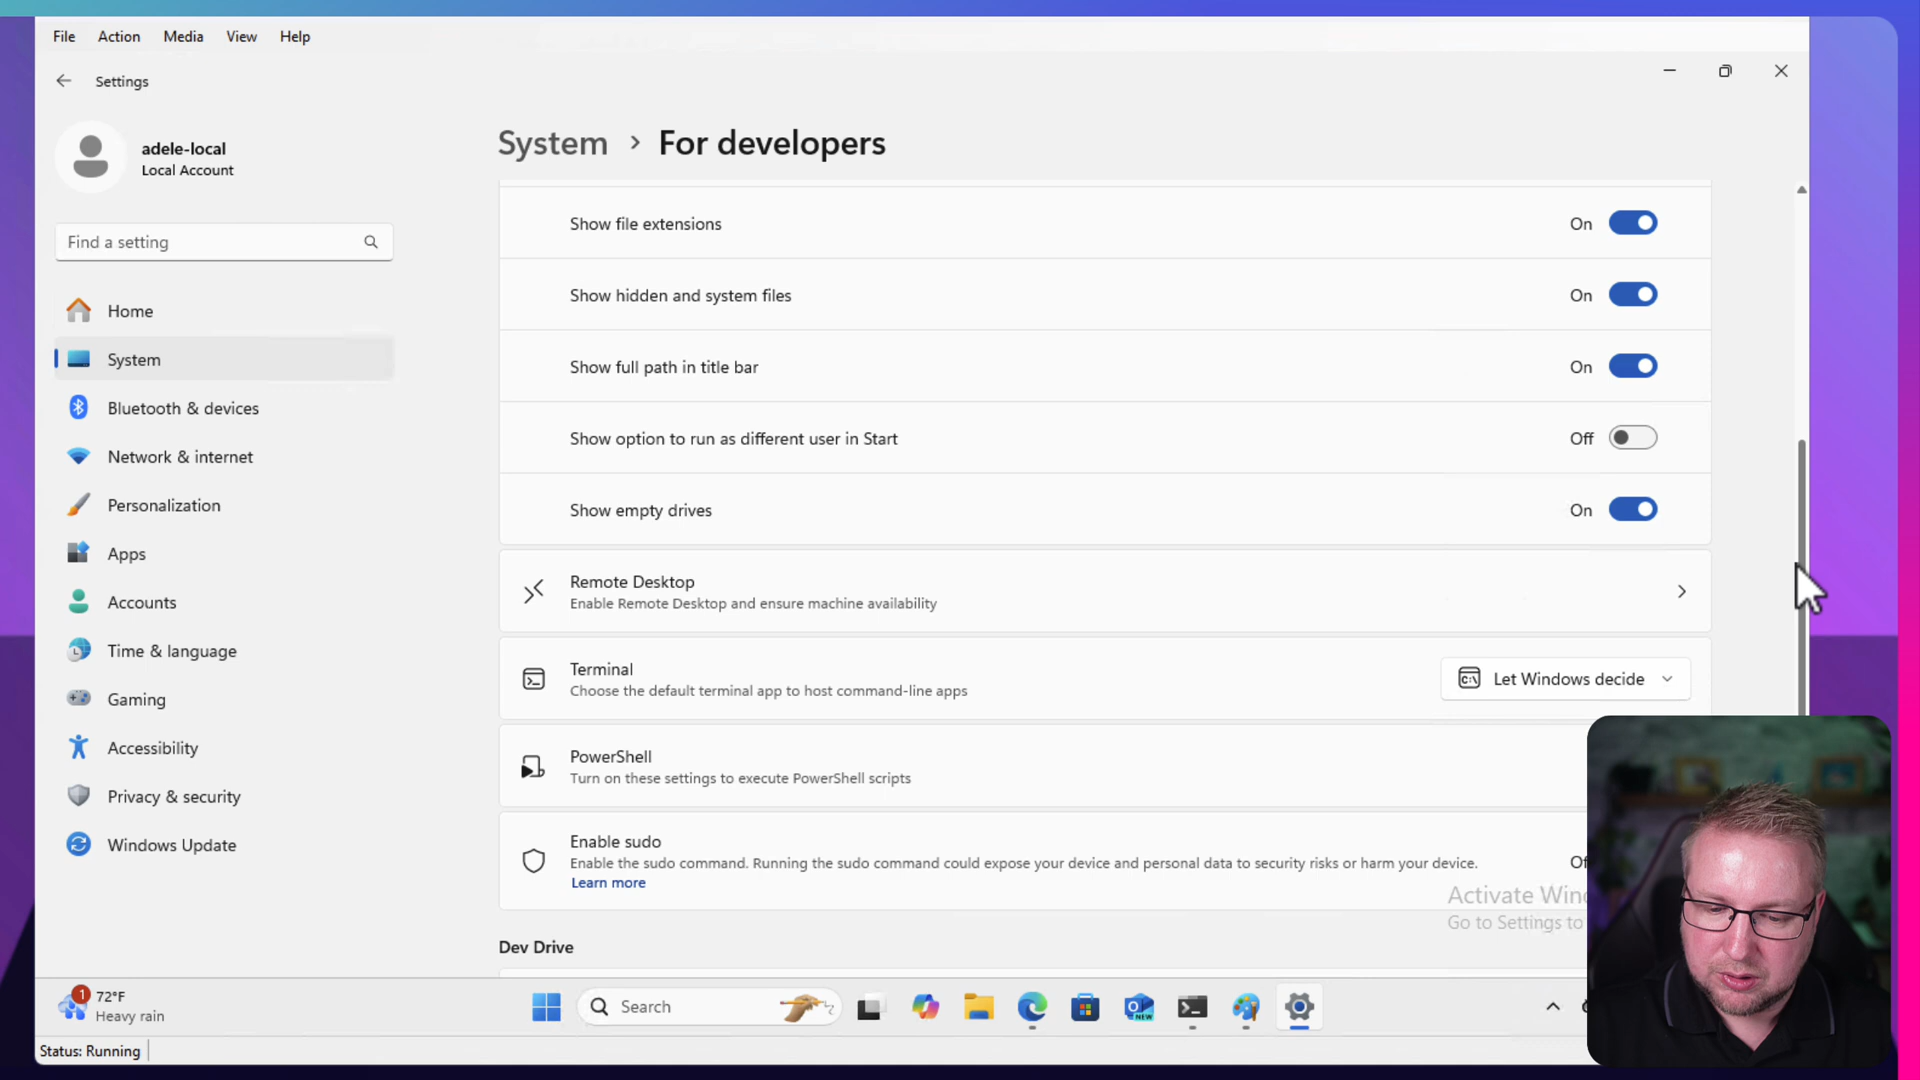 File Action Media View Help
Settings
adele-local
Local Account
Find a setting
Home
System
Bluetooth & devices
Network & internet
Personalization
Apps
Accounts
Time & language
Gaming
Accessibility
Privacy & security
Windows Update
System > For developers
Show file extensions On
Show hidden and system files On
Show full path in title bar On
Show option to run as different user in Start Off
Show empty drives On
Remote Desktop
Enable Remote Desktop and ensure machine availability
Terminal
Choose the default terminal app to host command-line apps
Let Windows decide
PowerShell
Turn on these settings to execute PowerShell scripts
Enable sudo
Enable the sudo command. Running the sudo command could expose your device and personal data to security risks or harm your device.
Learn more
Activate
Go to Settings to
Dev Drive
1
72°F
Heavy rain
Search
NEW
Status: Running